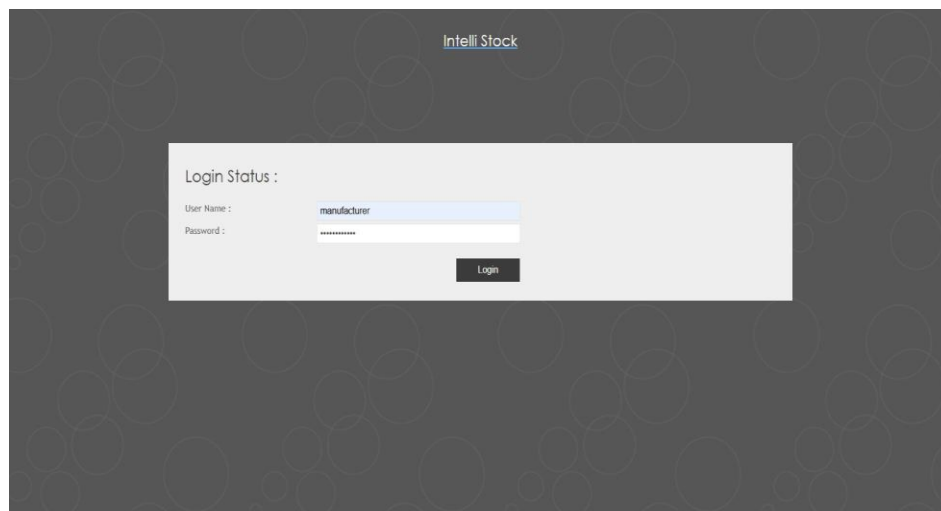 Intelli Stock
Login Status :
User Name :
manufacturer
Password :
••••••••••••
Login